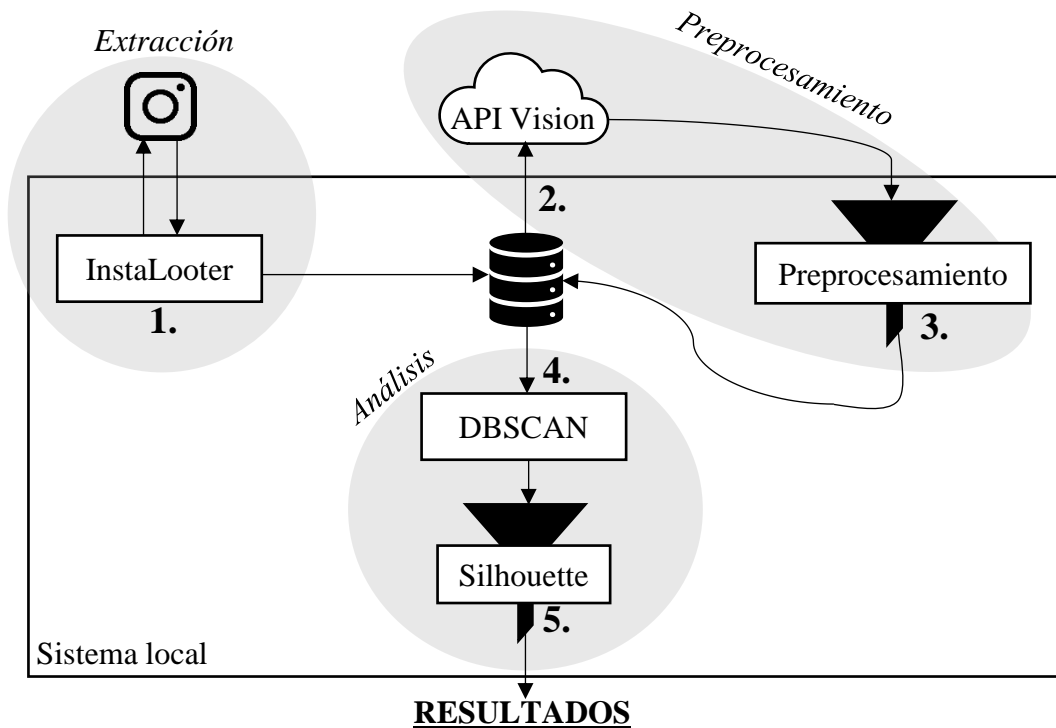 Extracción
Preprocesamiento
API Vision
2.
InstaLooter
1.
Preprocesamiento
3.
Análisis
4.
DBSCAN
Silhouette
5.
Sistema local
RESULTADOS